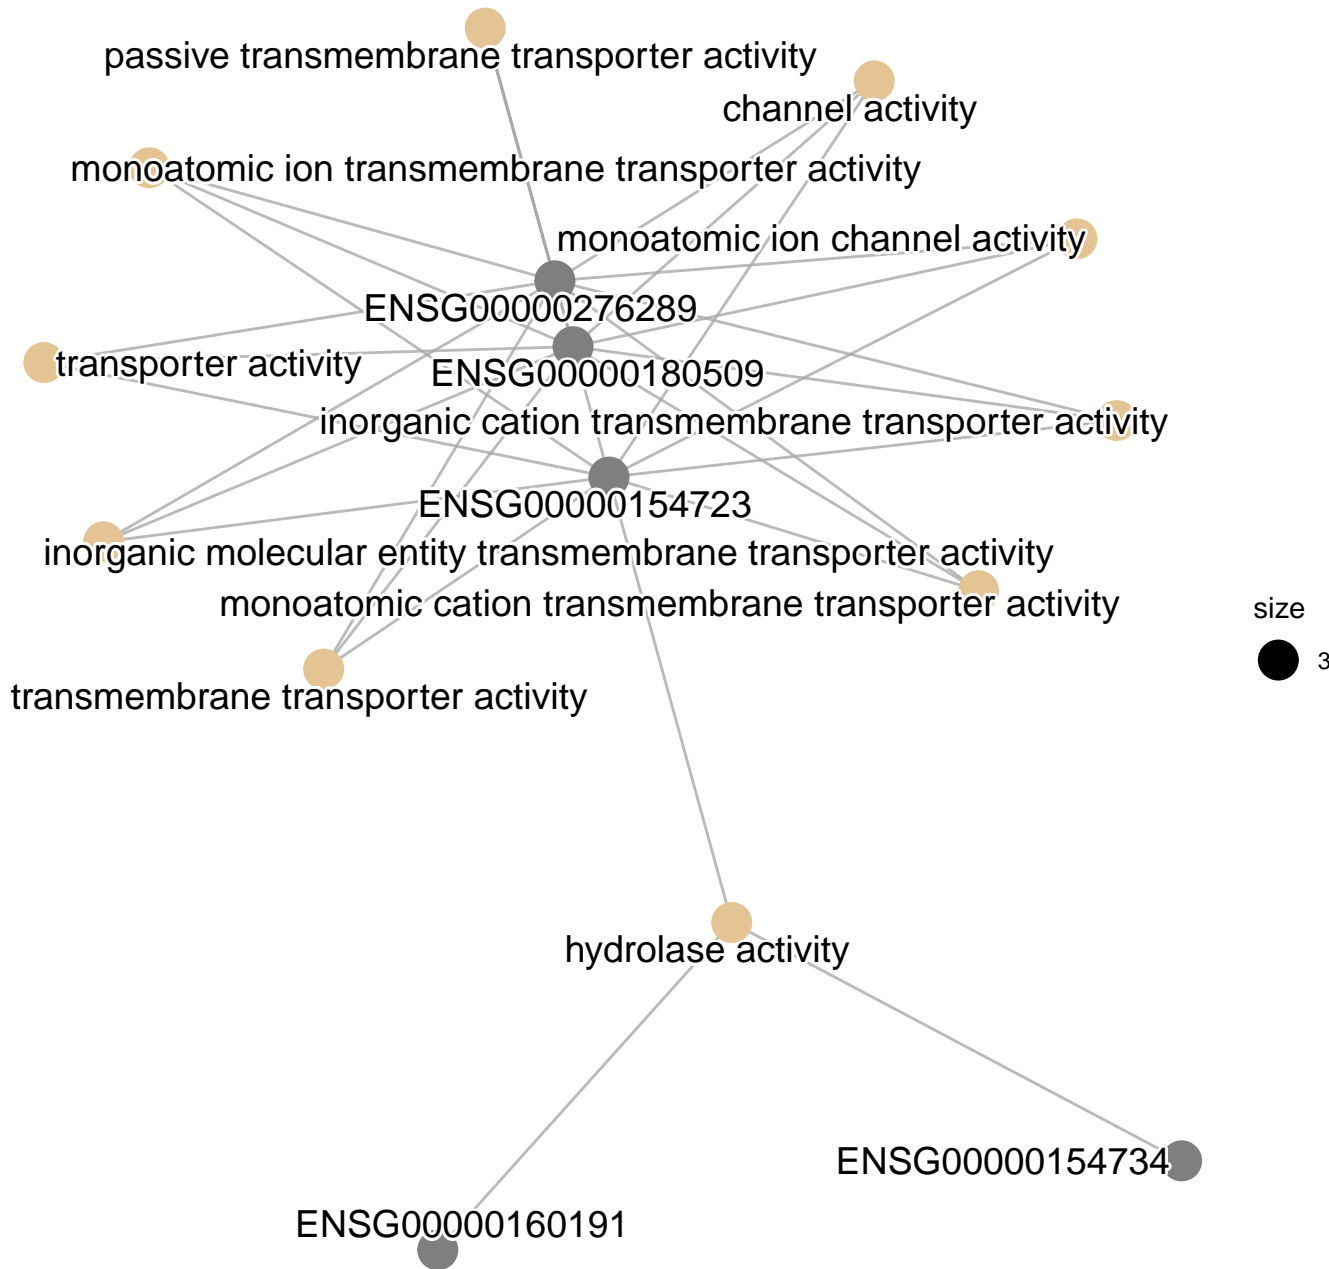 passive transmembrane transporter activity
channel activity
monoatomic ion transmembrane transporter activity
monoatomic ion channel activity
ENSG00000276289
transporter activity
ENSG00000180509
inorganic cation transmembrane transporter activity
ENSG00000154723
inorganic molecular entity transmembrane transporter activity
monoatomic cation transmembrane transporter activity
size
3
transmembrane transporter activity
hydrolase activity
ENSG00000154734
ENSG00000160191